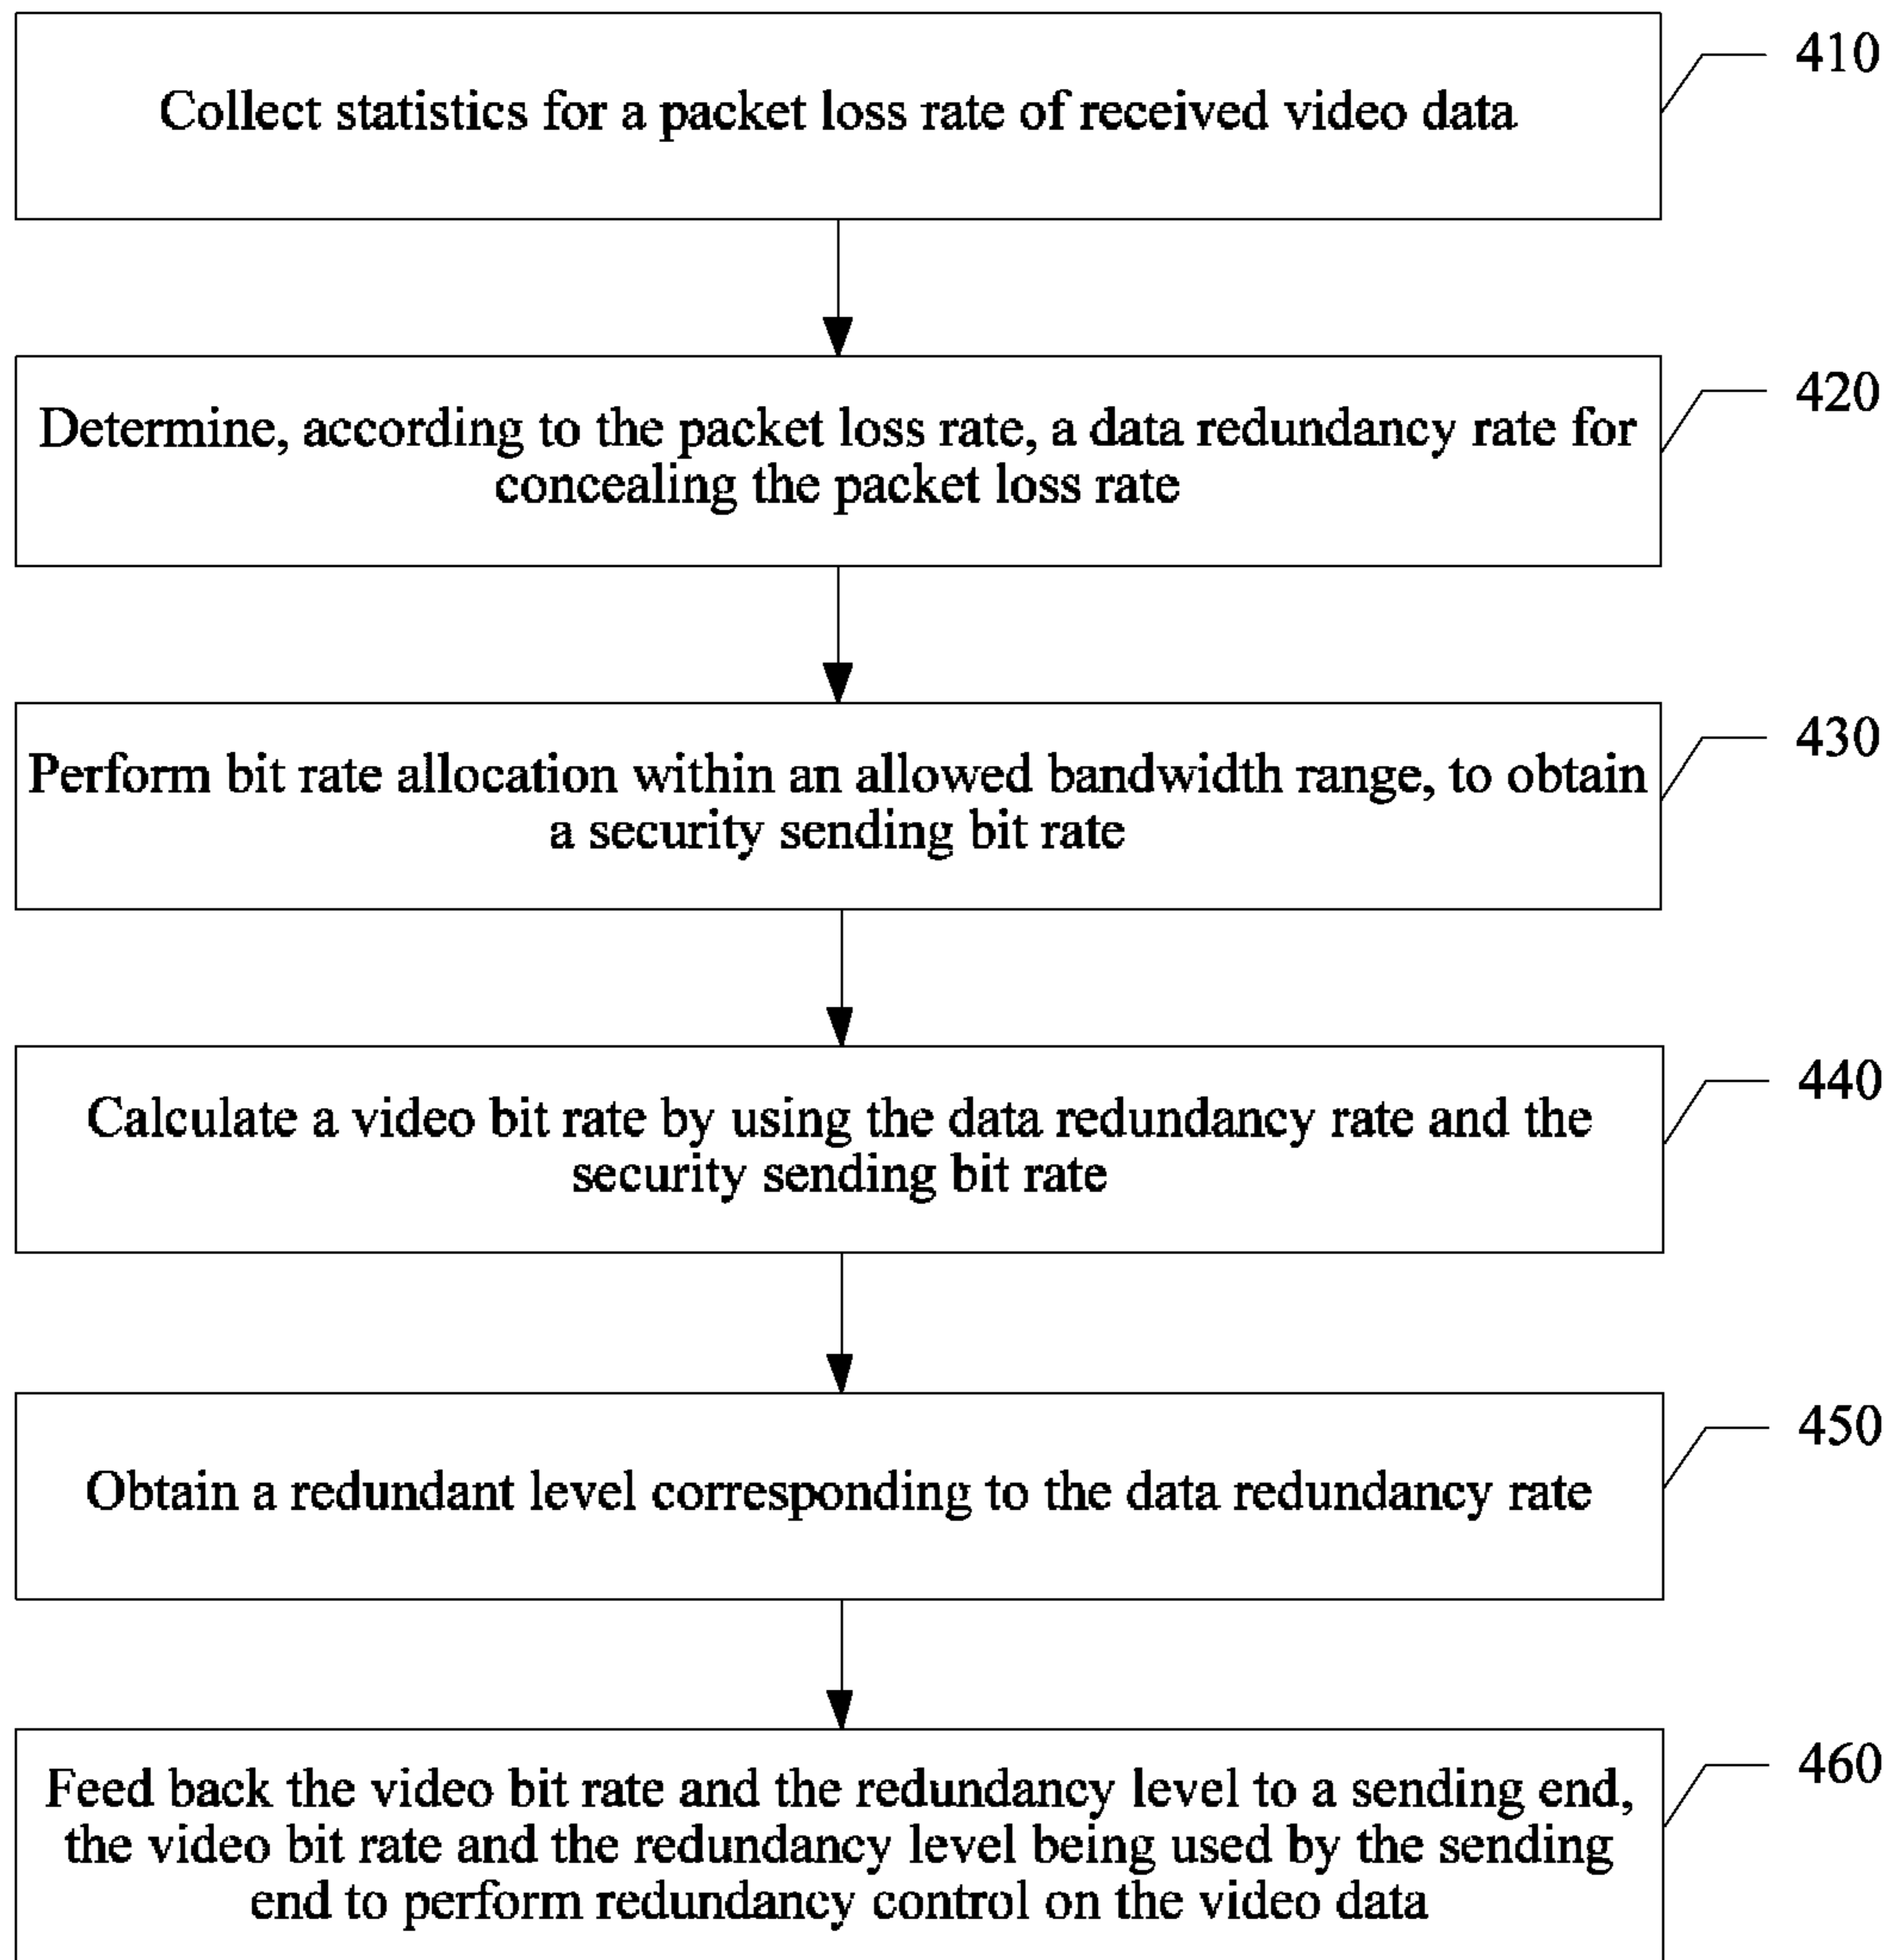 410
Collect statistics for a packet loss rate of received video data
420
Determine, according to the packet loss rate, a data redundancy rate for
concealing the packet loss rate
430
Perform bit rate allocation within an allowed bandwidth range, to obtain
a security sending bit rate
440
Calculate a video bit rate by using the data redundancy rate and the
security sending bit rate
450
Obtain a redundant level corresponding to the data redundancy rate
460
Feed back the video bit rate and the redundancy level to a sending end,
the video bit rate and the redundancy level being used by the sending
end to perform redundancy control on the video data